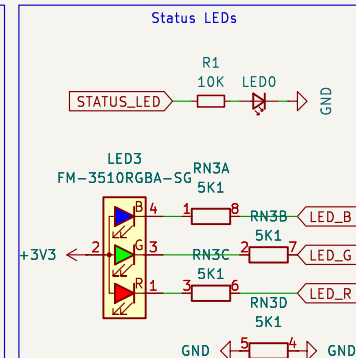 Status LEDs
R1
10K
LED0
STATUS_LED
GND
LED3
FM-3510RGBA-SG
RN3A
5K1
B
4
1
8
RN3B
5K1
LED_B
+3V3
2
G
3
RN3C
5K1
2
7
LED_G
R
1
3
6
RN3D
5K1
LED_R
GND
5
4
GND